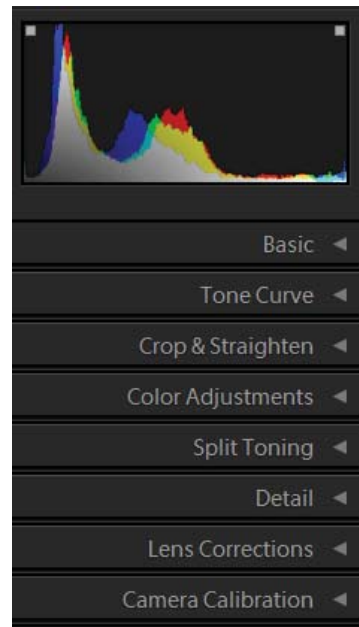 Basic
Tone Curve
Crop & Straighten
Color Adjustments
Split Toning
Detail
Lens Corrections
Camera Calibration